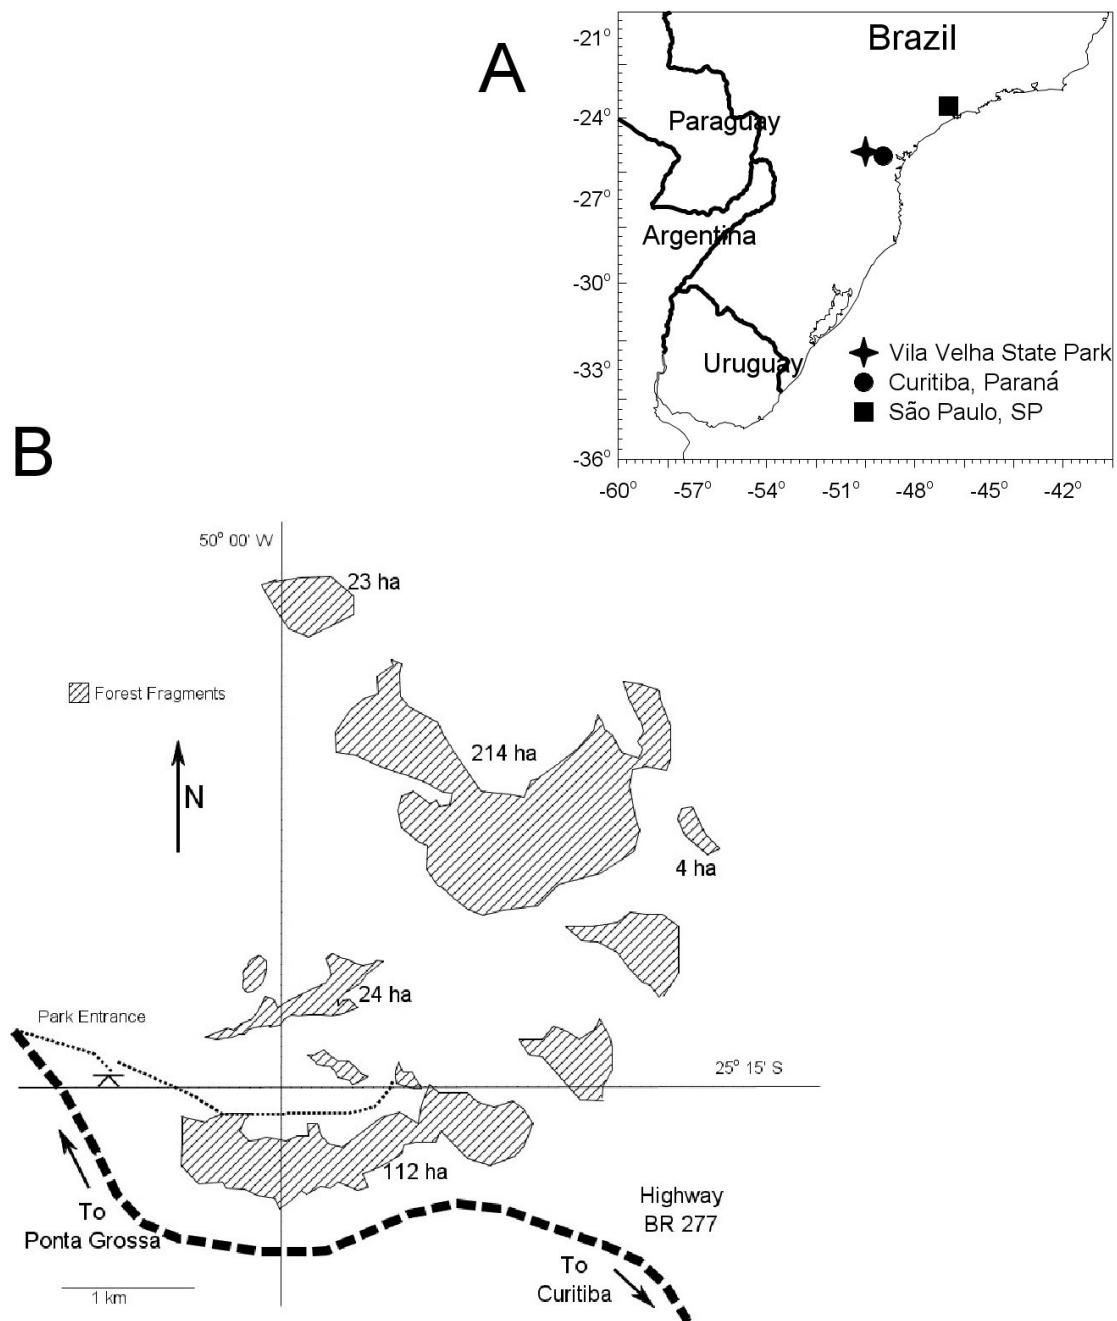 A
Brazil
Paraguay
Argentina
Uruguay
-21°
-24°
-27°
-30°
-33°
-36°
-60°
-57°
-54°
-51°
-48°
-45°
-42°
Vila Velha State Park
Curitiba, Paraná
São Paulo, SP
B
50° 00' W
23 ha
Forest Fragments
214 ha
N
4 ha
24 ha
Park Entrance
25° 15' S
112 ha
Highway
BR 277
To
Ponta Grossa
To
Curitiba
1 km